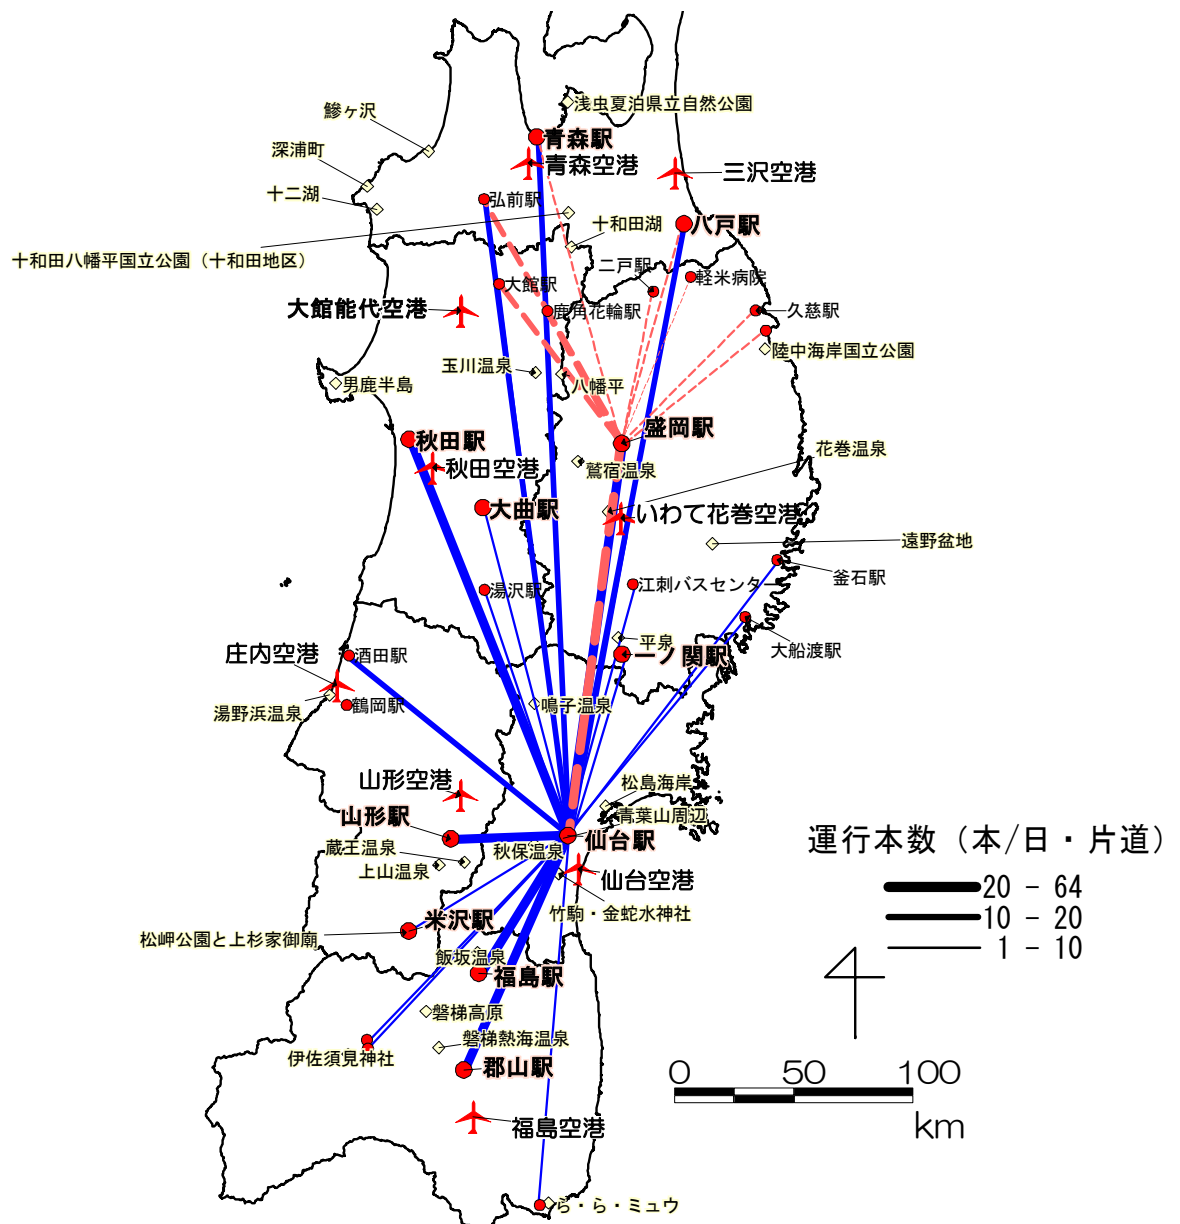 浅虫夏泊県立自然公園
鰺ヶ沢
青森駅
深浦町
青森空港
三沢空港
十二湖
弘前駅
八戸駅
十和田湖
十和田八幡平国立公園（十和田地区）
二戸駅
大館駅
軽米病院
大館能代空港
鹿角花輪駅
久慈駅
陸中海岸国立公園
玉川温泉
男鹿半島
八幡平
盛岡駅
秋田駅
花巻温泉
秋田空港
鷲宿温泉
大曲駅
いわて花巻空港
遠野盆地
釜石駅
湯沢駅
江刺バスセンター
平泉
大船渡駅
庄内空港
酒田駅
一ノ関駅
湯野浜温泉
鶴岡駅
鳴子温泉
山形空港
松島海岸
山形駅
青葉山周辺
仙台駅
運行本数（本/日・片道）
蔵王温泉
秋保温泉
上山温泉
仙台空港
20 - 64
竹駒・金蛇水神社
10 - 20
米沢駅
松岬公園と上杉家御廟
1 - 10
飯坂温泉
福島駅
磐梯高原
磐梯熱海温泉
伊佐須見神社
郡山駅
0 50 100
福島空港
km
ら・ら・ミュウ